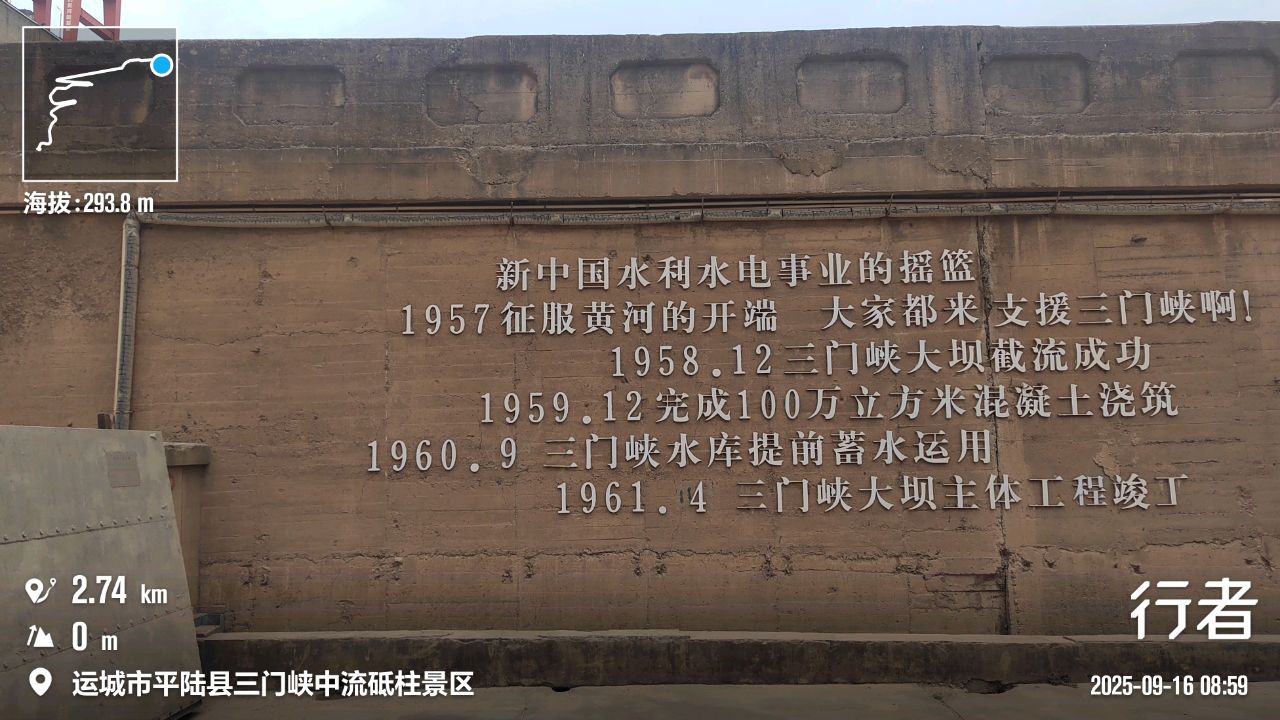 海拔:293.8 m
新中国水利水电事业的摇篮
1957征服黄河的开端 大家都来支援三门峡啊!
1958.12三门峡大坝截流成功
1959.12完成100万立方米混凝土浇筑
1960.9 三门峡水库提前蓄水运用
1961.4 三门峡大坝主体工程竣丁
2.74 km
0 m
运城市平陆县三门峡中流砥柱景区
行者
2025-09-16 08:59